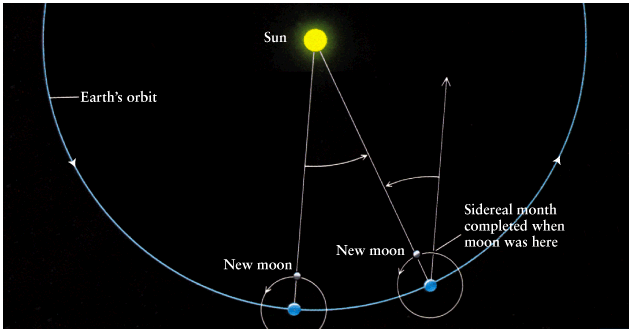 Sun
Earth's orbit
Sidereal month
completed when
moon was here
New moon
New moon